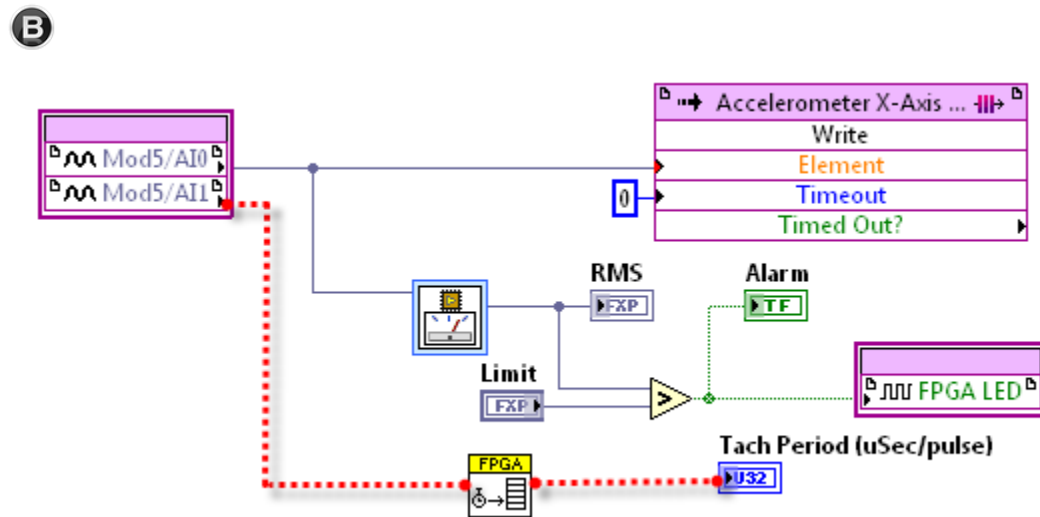 B
Accelerometer X-Axis ...
Write
Mod5/AI0
Element
Mod5/AI1
0
Timeout
Timed Out?
RMS
Alarm
FXP
TF
Limit
FXP
FPGA LED
Tach Period (uSec/pulse)
FPGA
U32